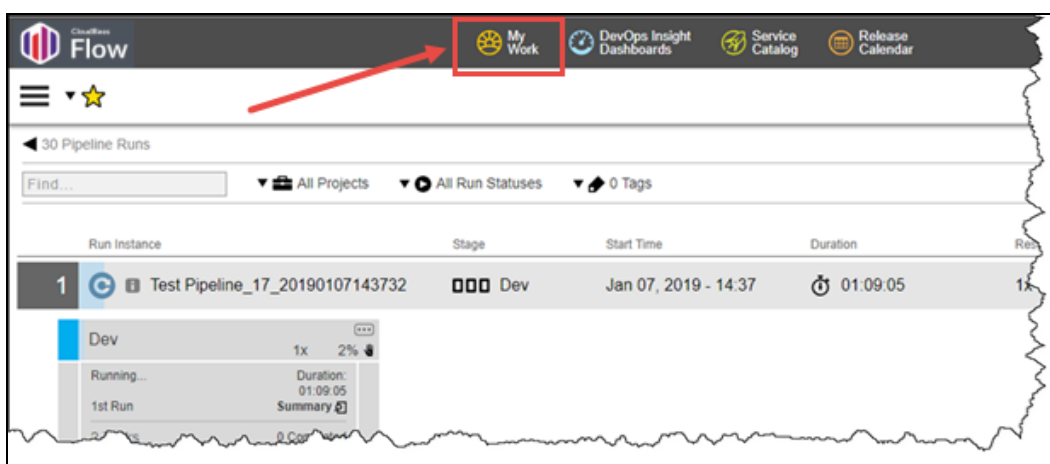 CloudBees
Flow
My Work
DevOps Insight Dashboards
Service Catalog
Release Calendar
30 Pipeline Runs
Find...
All Projects
All Run Statuses
0 Tags
Run Instance
Stage
Start Time
Duration
1
Test Pipeline_17_20190107143732
Dev
Jan 07, 2019 - 14:37
01:09:05
1x
Dev
1x
2%
Running...
Duration:
01:09:05
1st Run
Summary